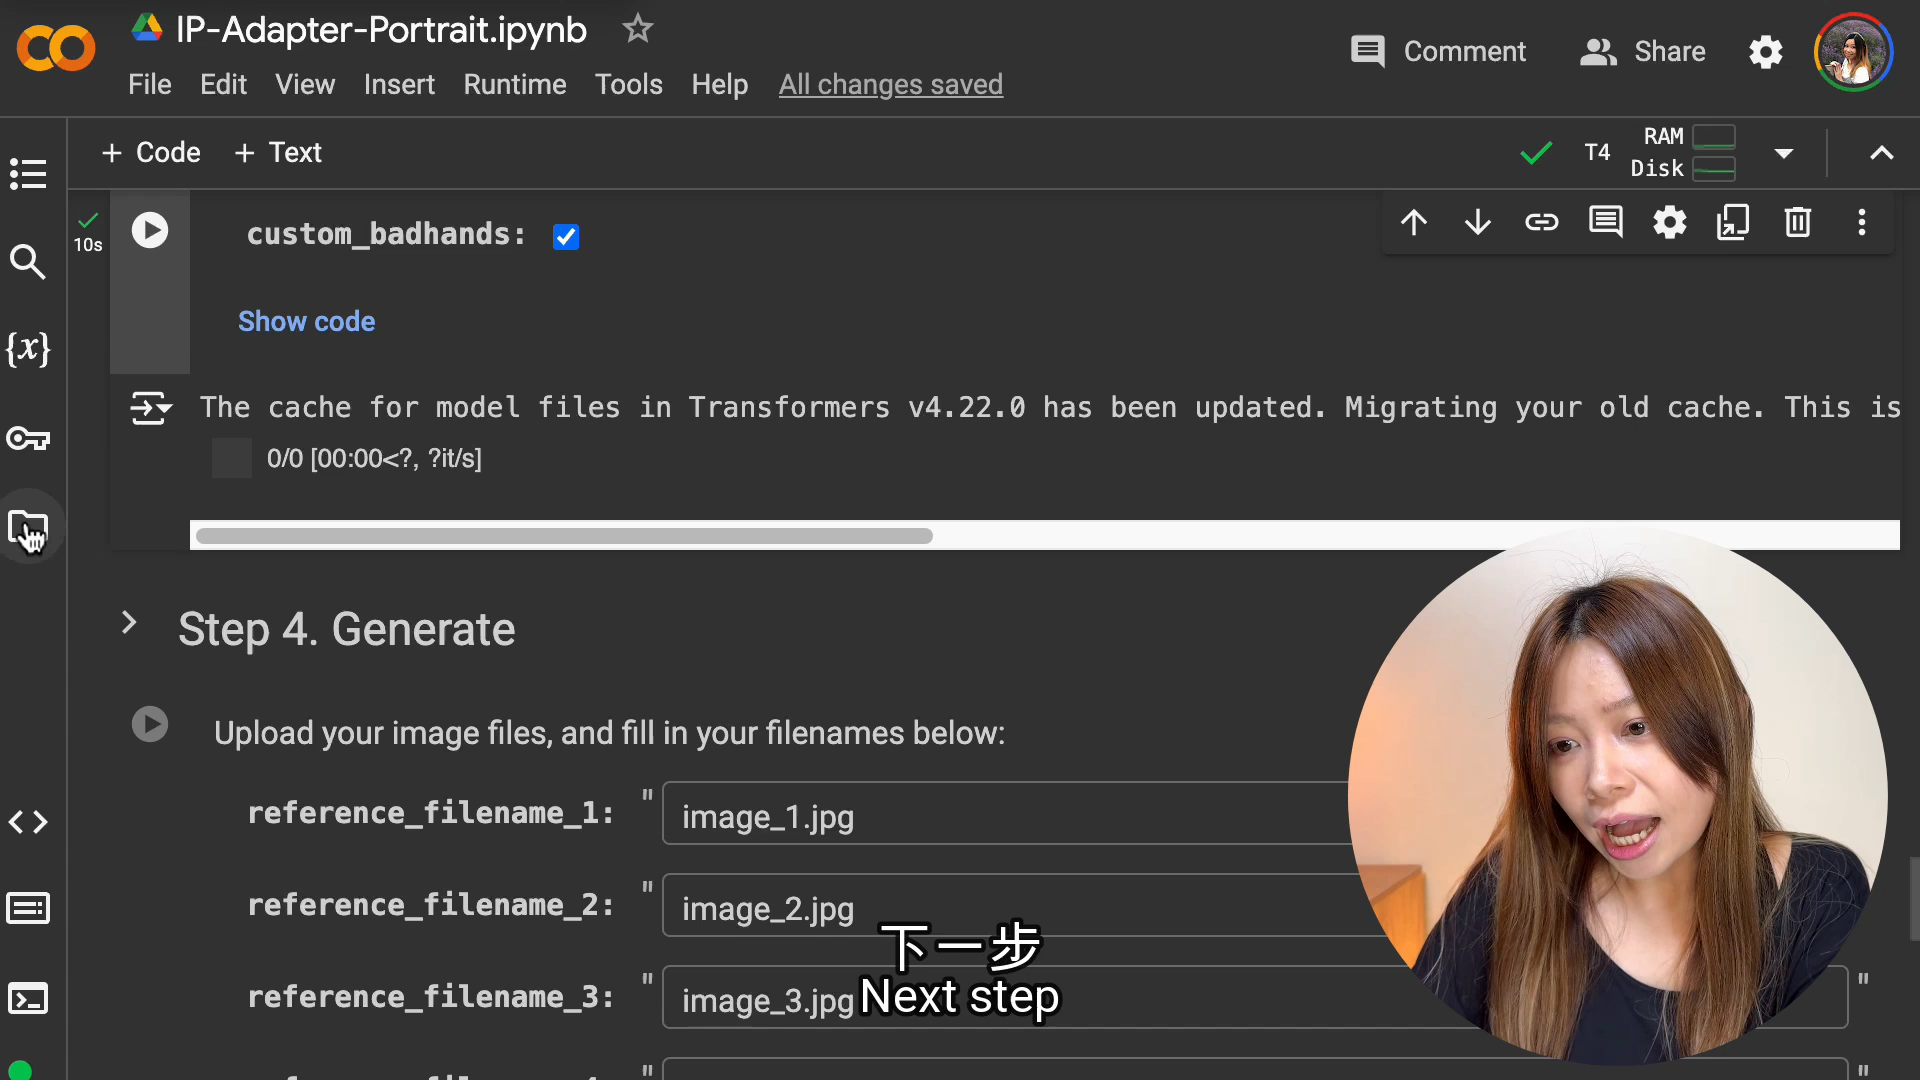 IP-Adapter-Portrait.ipynb
Comment
Share
File Edit View Insert Runtime Tools Help All changes saved
+ Code + Text
T4
RAM
Disk
{x}
10s
custom_badhands:
Show code
The cache for model files in Transformers v4.22.0 has been updated. Migrating your old cache. This is
0/0 [00:00<?, ?it/s]
Step 4. Generate
Upload your image files, and fill in your filenames below:
reference_filename_1: " image_1.jpg
reference_filename_2: " image_2.jpg
reference_filename_3: " image_3.jpg "
下一步
Next step